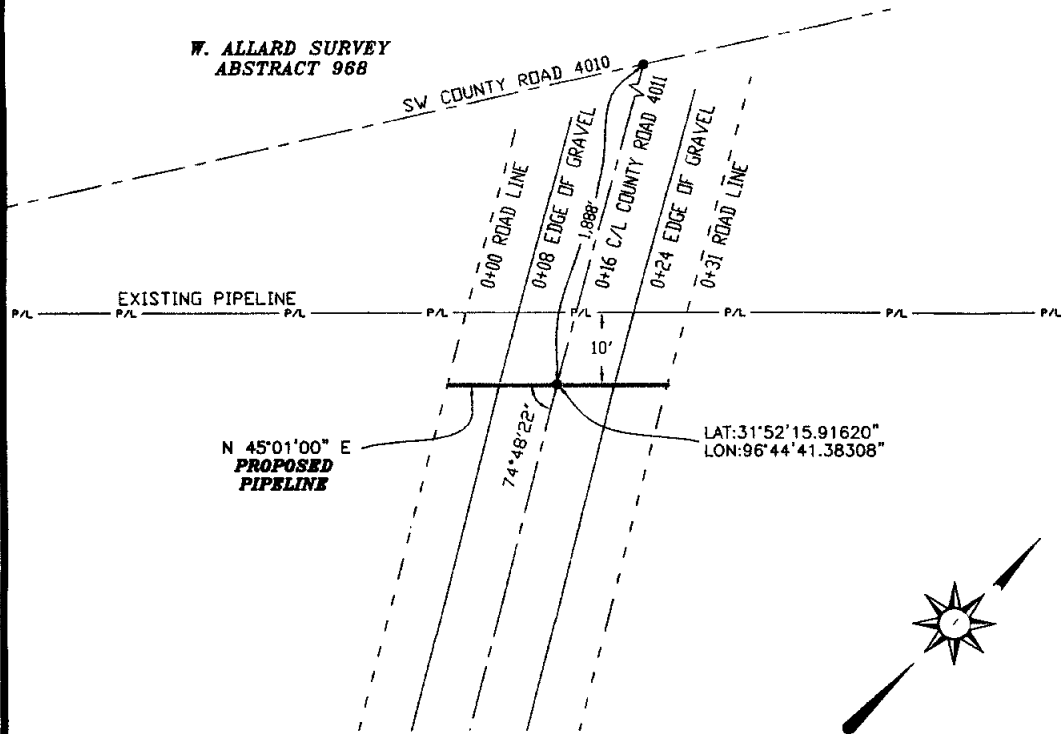 W. ALLARD SURVEY
ABSTRACT 968
SW COUNTY ROAD 4010
0+00 ROAD LINE
0+08 EDGE OF GRAVEL
1,888'
0+16 C/L COUNTY ROAD 4011
0+24 EDGE OF GRAVEL
0+31 ROAD LINE
EXISTING PIPELINE
P/L P/L P/L P/L P/L P/L P/L P/L
10'
N 45°01'00" E
PROPOSED
PIPELINE
74°48'22"
LAT:31°52'15.91620"
LON:96°44'41.38308"